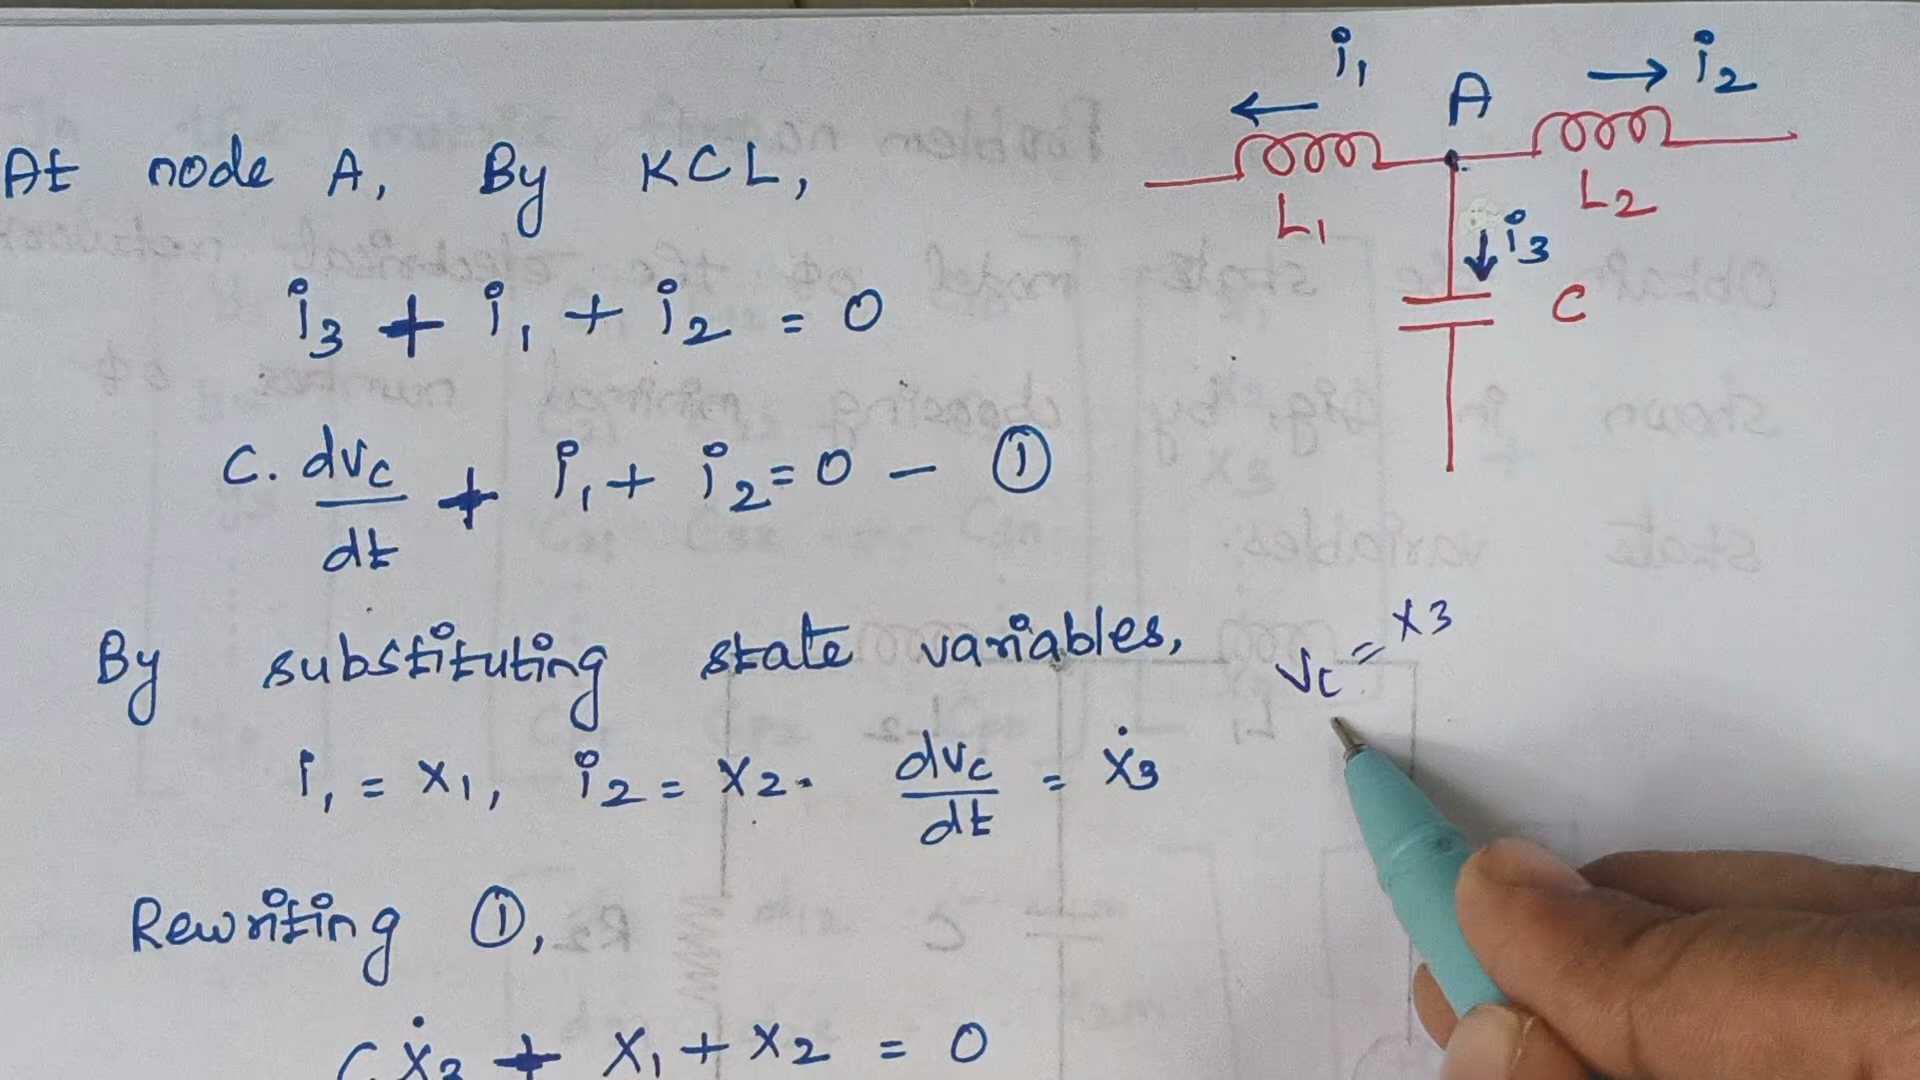 At node A, By KCL,
i₃ + i₁ + i₂ = 0
C. dvc/dt + i₁ + i₂ = 0 – ①
By substituting state variables,
vc = x3
i₁ = x₁, i₂ = x₂. dvc/dt = ẋ₃
Rewriting ①,
C ẋ₃ + x₁ + x₂ = 0
i₁
A
i₂
L₁
L₂
i₃
C